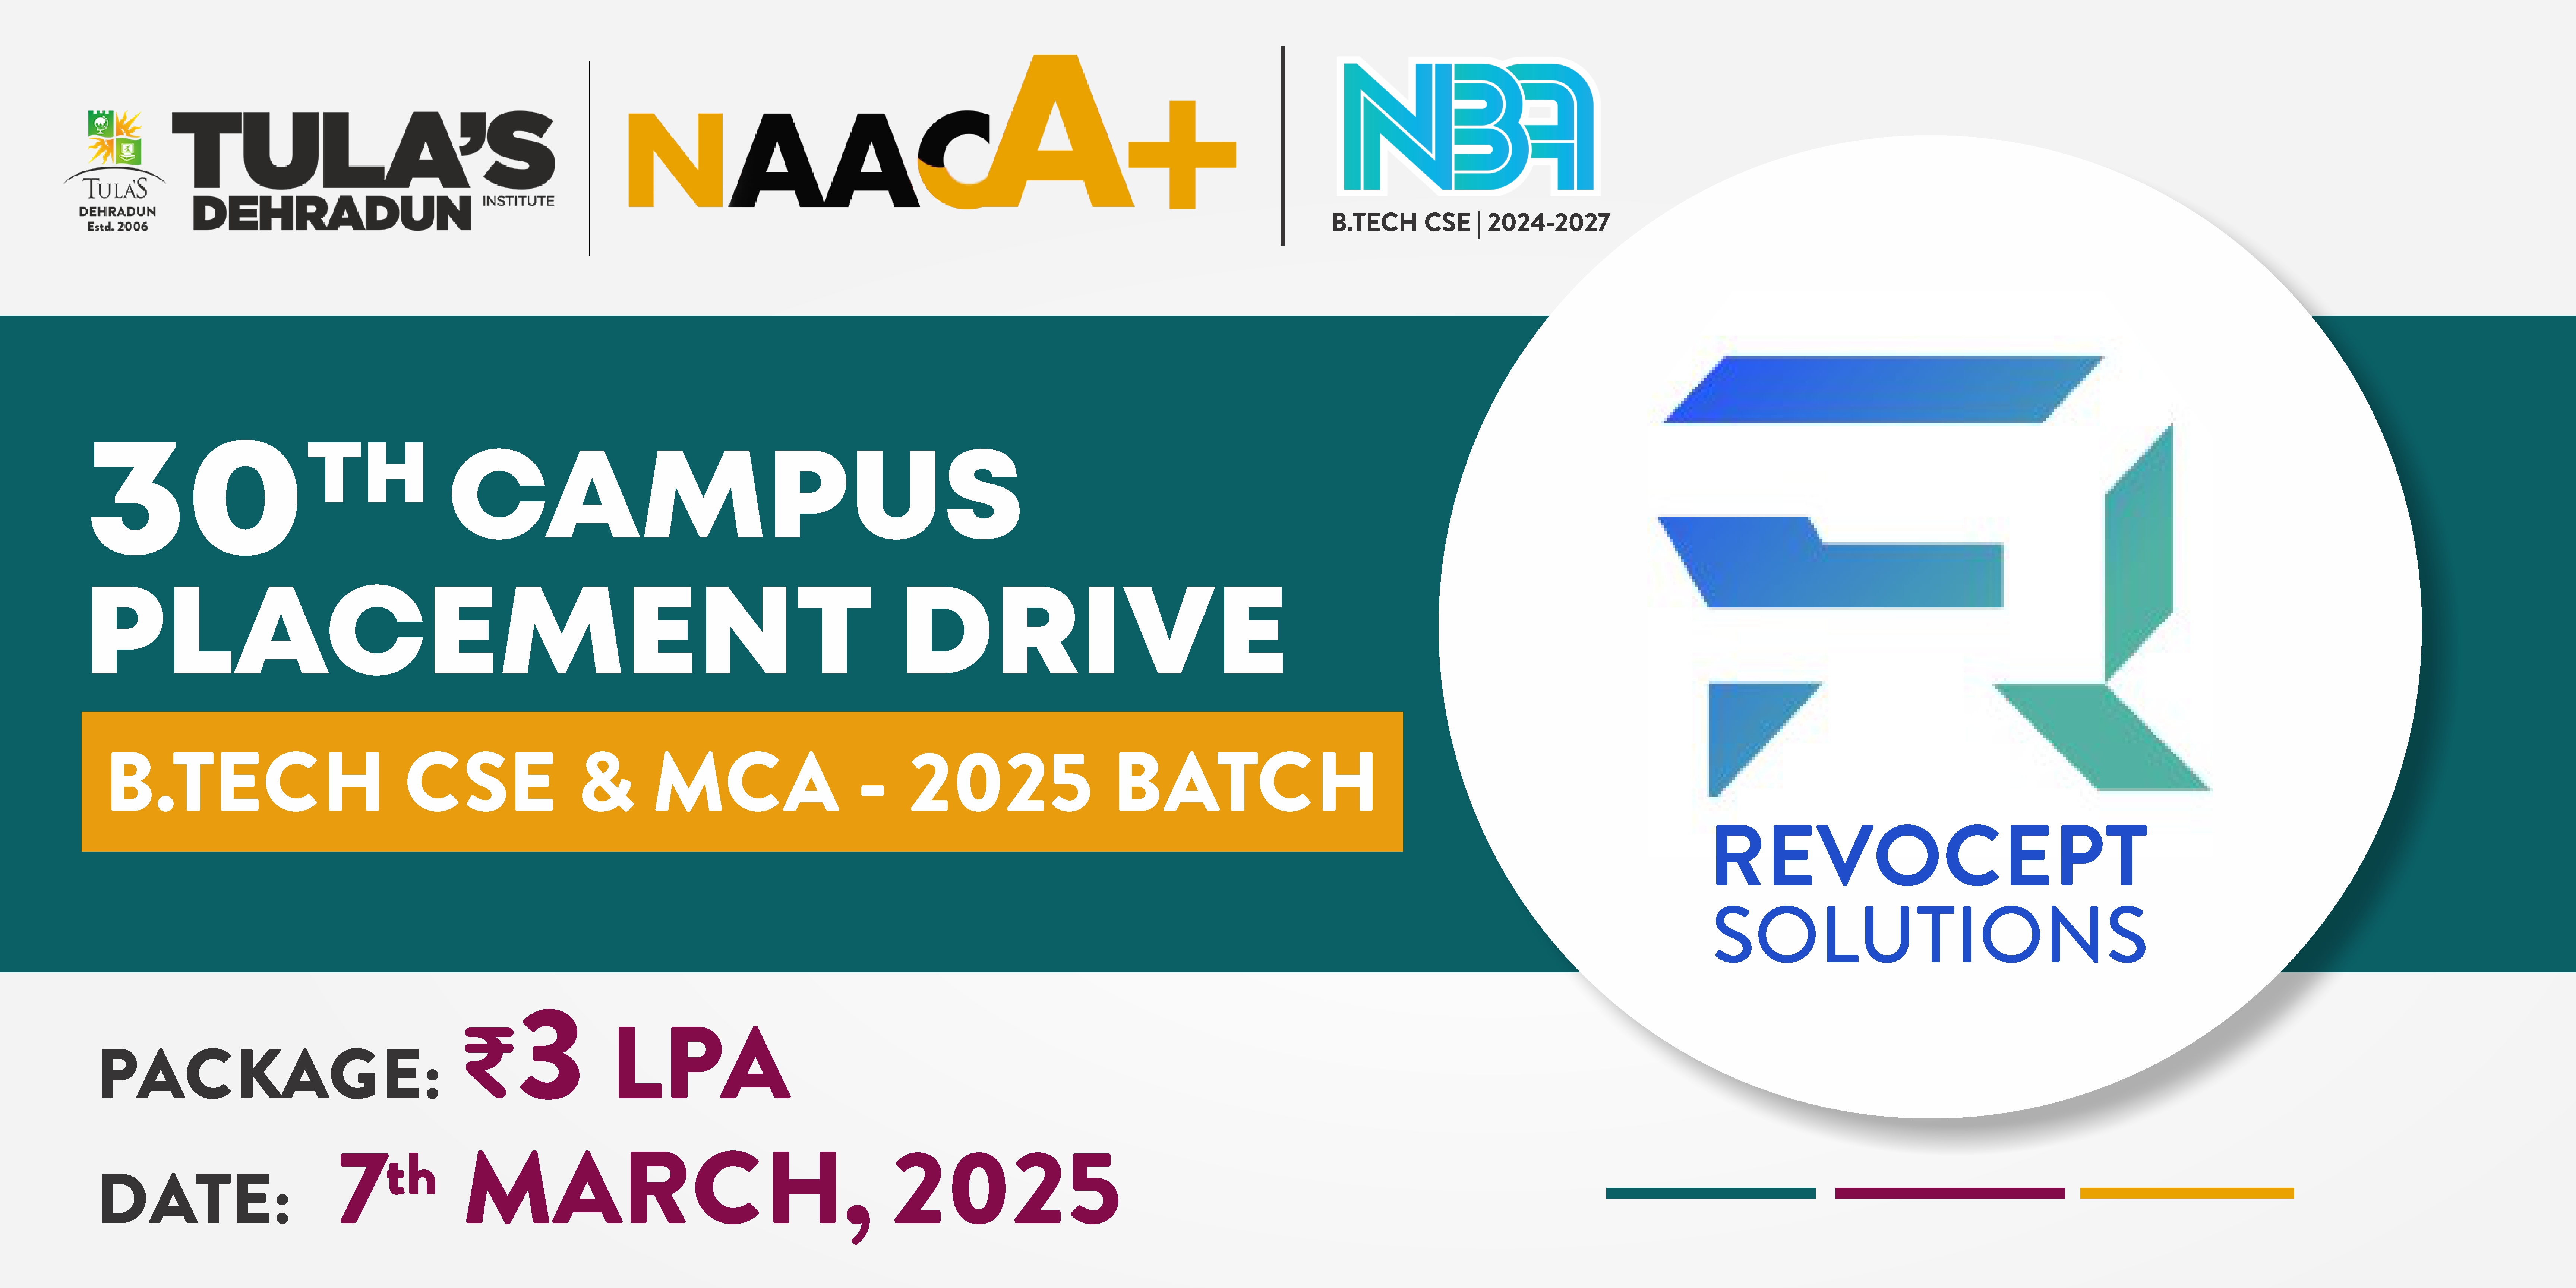 TULA'S
DEHRADUN
Estd. 2006
TULA'S
DEHRADUN INSTITUTE
NAAC A+
NBA
B.TECH CSE | 2024-2027
30TH CAMPUS
PLACEMENT DRIVE
B.TECH CSE & MCA - 2025 BATCH
REVOCEPT
SOLUTIONS
PACKAGE: ₹3 LPA
DATE: 7th MARCH, 2025